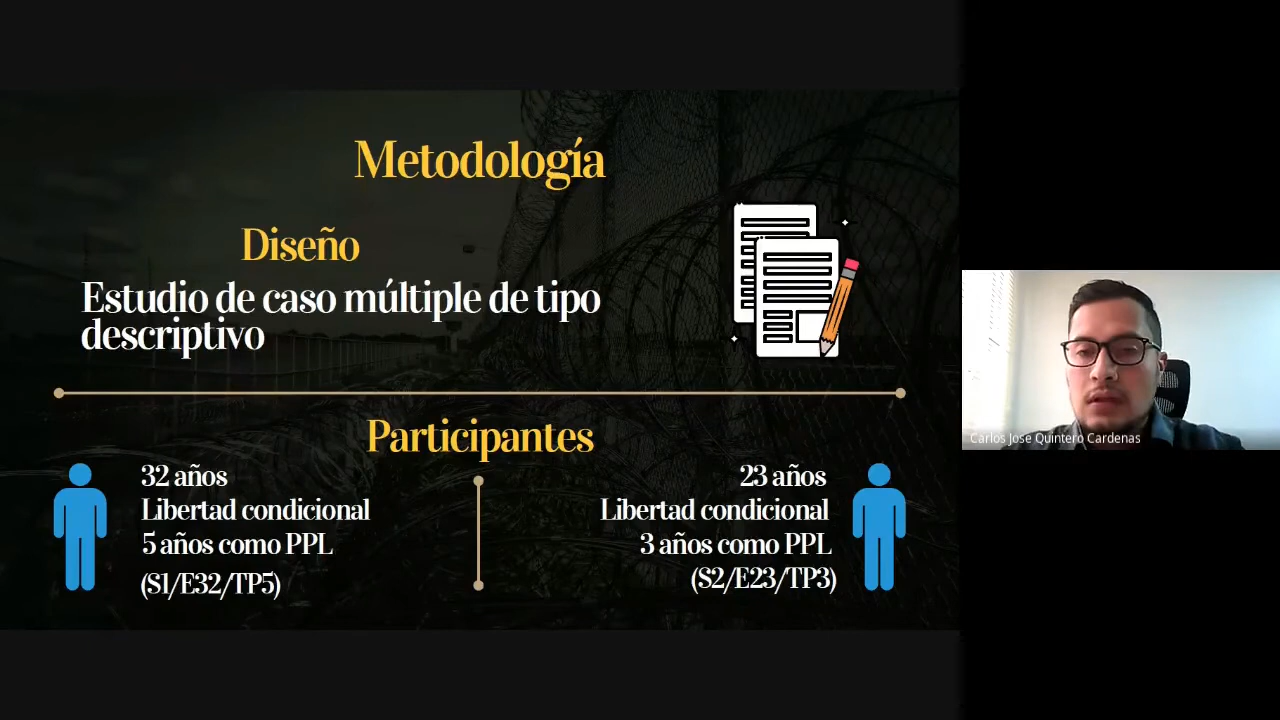 Metodología
Diseño
Estudio de caso múltiple de tipo
descriptivo
Participantes
32 años
Libertad condicional
5 años como PPL
(S1/E32/TP5)
23 años
Libertad condicional
3 años como PPL
(S2/E23/TP3)
Carlos Jose Quintero Cardenas